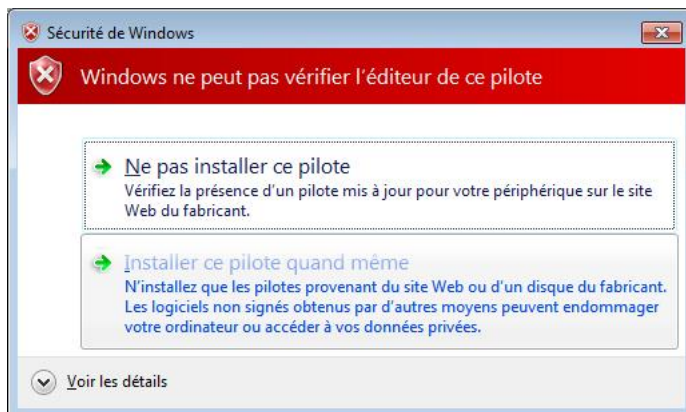 Sécurité de Windows
Windows ne peut pas vérifier l'éditeur de ce pilote
Ne pas installer ce pilote
Vérifiez la présence d'un pilote mis à jour pour votre périphérique sur le site
Web du fabricant.
Installer ce pilote quand même
N'installez que les pilotes provenant du site Web ou d'un disque du fabricant.
Les logiciels non signés obtenus par d'autres moyens peuvent endommager
votre ordinateur ou accéder à vos données privées.
Voir les détails